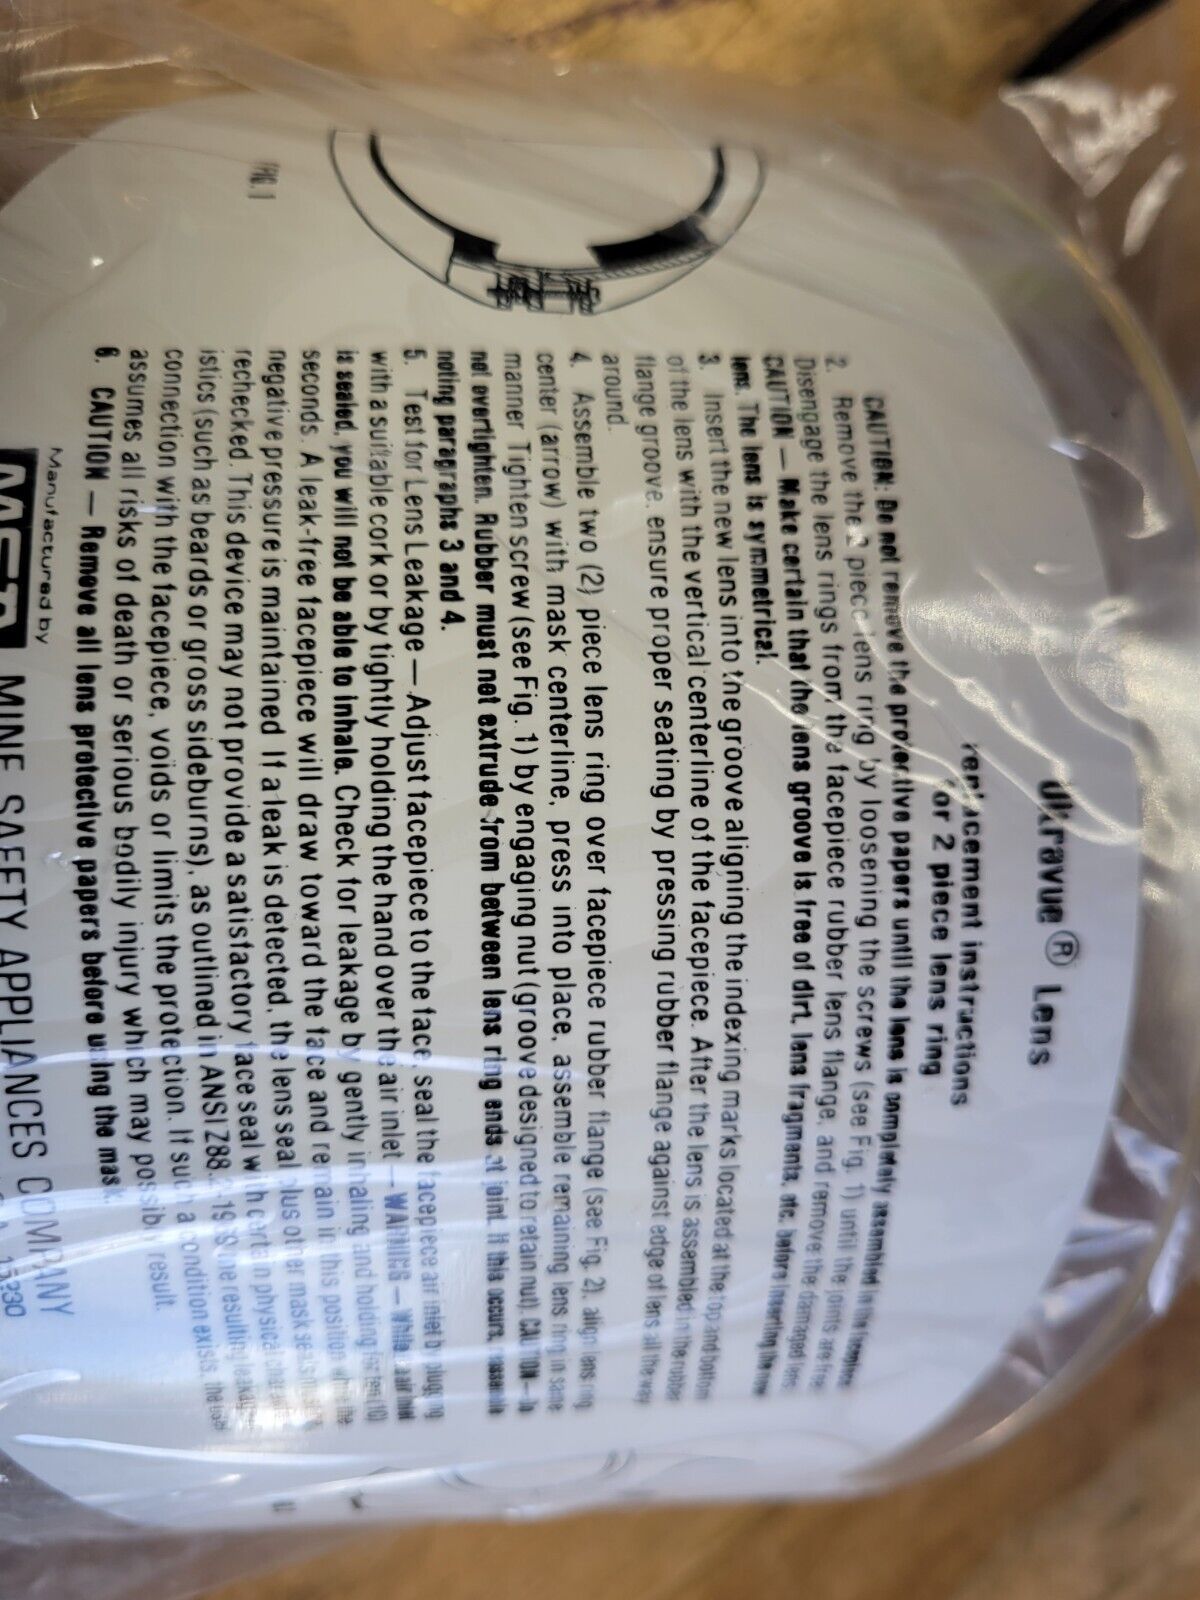 Ultravue ® Lens
replacement instructions
for 2 piece lens ring
CAUTION: Do not remove the protective papers until the lens is completely assembled in the facepiece
2. Remove the 2 piece lens ring by loosening the screws (see Fig. 1) until the joints are free
Disengage the lens rings from the facepiece rubber lens flange, and remove the damaged lens.
CAUTION — Make certain that the lens groove is free of dirt, lens fragments, etc. before inserting the new
lens. The lens is symmetrical.
3. Insert the new lens into the groove aligning the indexing marks located at the top and bottom
of the lens with the vertical centerline of the facepiece. After the lens is assembled in the rubber
flange groove, ensure proper seating by pressing rubber flange against edge of lens all the way
around.
4. Assemble two (2) piece lens ring over facepiece rubber flange (see Fig. 2), align lens ring
center (arrow) with mask centerline, press into place, assemble remaining lens ring in same
manner Tighten screw (see Fig. 1) by engaging nut (groove designed to retain nut). CAUTION — Do
not overtighten. Rubber must not extrude from between lens ring ends at joint. If this occurs, reassemble
noting paragraphs 3 and 4.
5. Test for Lens Leakage — Adjust facepiece to the face, seal the facepiece air inlet by plugging
with a suitable cork or by tightly holding the hand over the air inlet — WARNING — While air inlet
is sealed, you will not be able to inhale. Check for leakage by gently inhaling and holding for ten (10)
seconds. A leak-free facepiece will draw toward the face and remain in this position while the
negative pressure is maintained. If a leak is detected, the lens seal plus other mask seals
rechecked. This device may not provide a satisfactory face seal with certain physical
istics (such as beards or gross sideburns), as outlined in ANSI Z88.2-19 The resulting leakage
connection with the facepiece, voids or limits the protection. If such a condition exists, the user
assumes all risks of death or serious bodily injury which may possibly result.
6. CAUTION — Remove all lens protective papers before using the mask.
FIG. 1
Manufactured by
MSA MINE SAFETY APPLIANCES COMPANY
15230